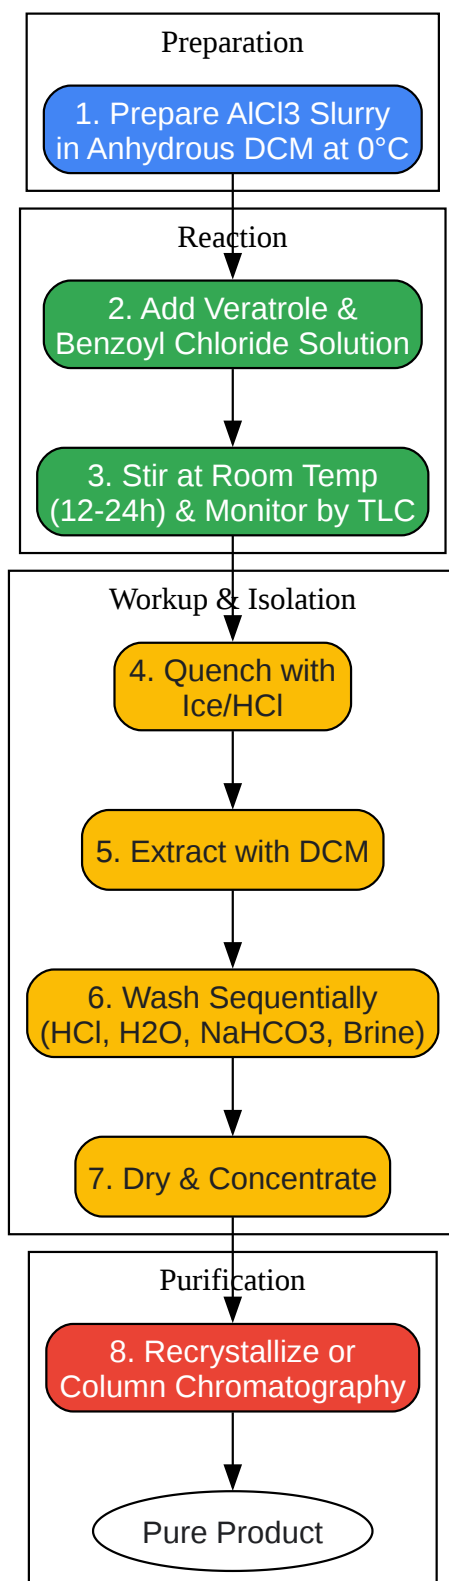 Preparation
1. Prepare AlCl3 Slurry
in Anhydrous DCM at 0°C
Reaction
2. Add Veratrole &
Benzoyl Chloride Solution
3. Stir at Room Temp
(12-24h) & Monitor by TLC
Workup & Isolation
4. Quench with
Ice/HCl
5. Extract with DCM
6. Wash Sequentially
(HCl, H2O, NaHCO3, Brine)
7. Dry & Concentrate
Purification
8. Recrystallize or
Column Chromatography
Pure Product